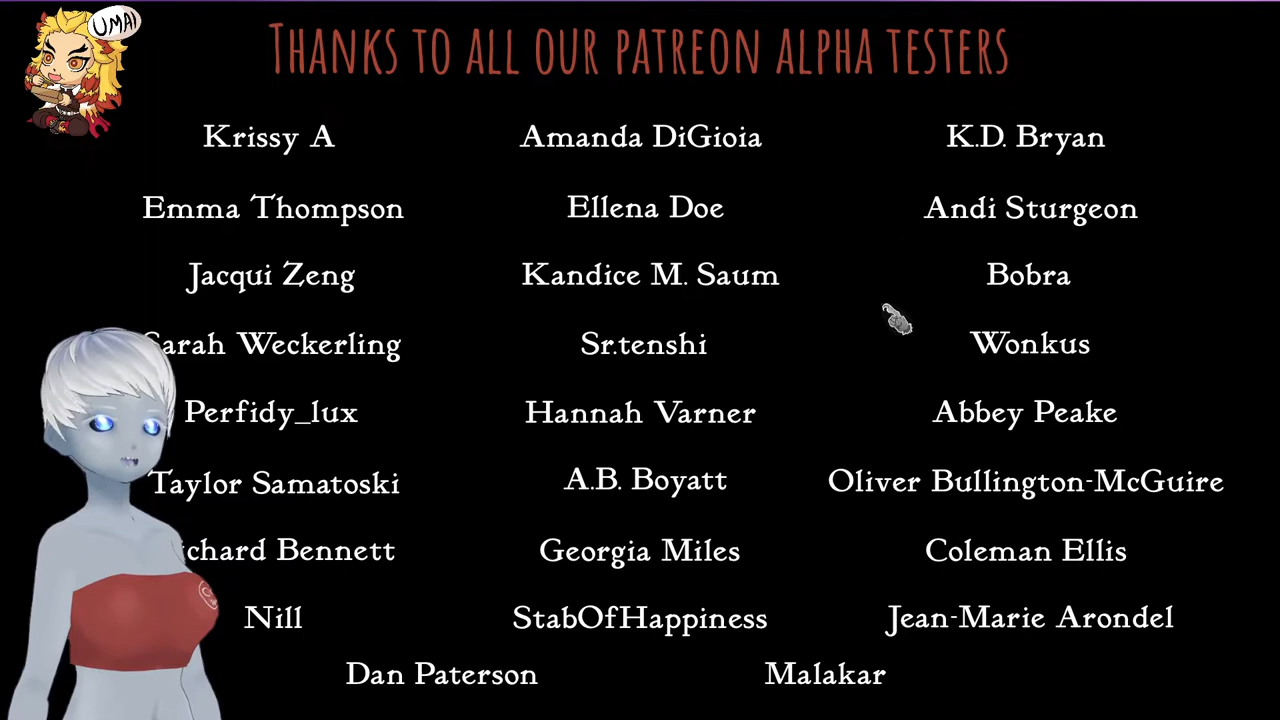 UMAI
Thanks to all our patreon alpha testers
Krissy A Amanda DiGioia K.D. Bryan
Emma Thompson Ellena Doe Andi Sturgeon
Jacqui Zeng Kandice M. Saum Bobra
Sarah Weckerling Sr.tenshi Wonkus
Perfidy_lux Hannah Varner Abbey Peake
Taylor Samatoski A.B. Boyatt Oliver Bullington-McGuire
Bennett Georgia Miles Coleman Ellis
Nill StabOfHappiness Jean-Marie Arondel
Dan Paterson Malakar